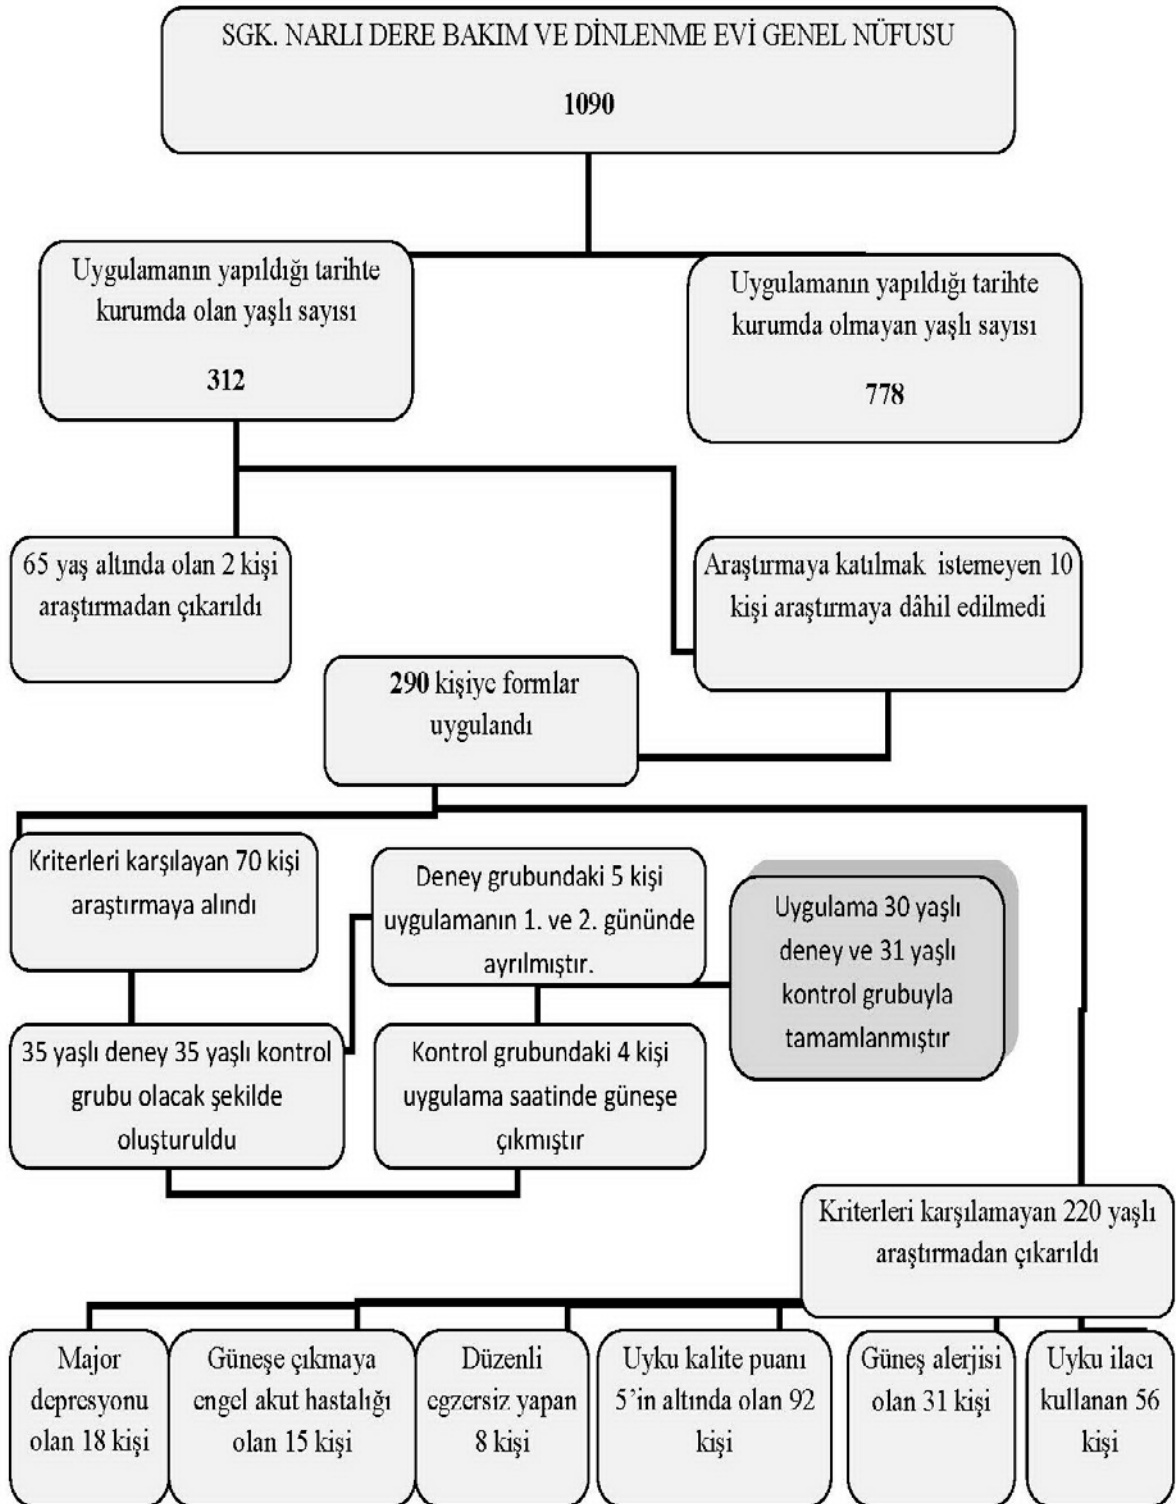 SGK. NARLI DERE BAKIM VE DİNLENME EVİ GENEL NÜFUSU
1090
Uygulamanın yapıldığı tarihte
kurumda olan yaşlı sayısı
312
Uygulamanın yapıldığı tarihte
kurumda olmayan yaşlı sayısı
778
65 yaş altında olan 2 kişi
araştırmadan çıkarıldı
Araştırmaya katılmak istemeyen 10
kişi araştırmaya dâhil edilmedi
290 kişiye formlar
uygulandı
Kriterleri karşılayan 70 kişi
araştırmaya alındı
Deney grubundaki 5 kişi
uygulamanın 1. ve 2. gününde
ayrılmıştır.
Uygulama 30 yaşlı
deney ve 31 yaşlı
kontrol grubuyla
tamamlanmıştır
35 yaşlı deney 35 yaşlı kontrol
grubu olacak şekilde
oluşturuldu
Kontrol grubundaki 4 kişi
uygulama saatinde güneşe
çıkmıştır
Kriterleri karşılamayan 220 yaşlı
araştırmadan çıkarıldı
Major
depresyonu
olan 18 kişi
Güneşe çıkmaya
engel akut hastalığı
olan 15 kişi
Düzenli
egzersiz yapan
8 kişi
Uyku kalite puanı
5’in altında olan 92
kişi
Güneş alerjisi
olan 31 kişi
Uyku ilacı
kullanan 56
kişi